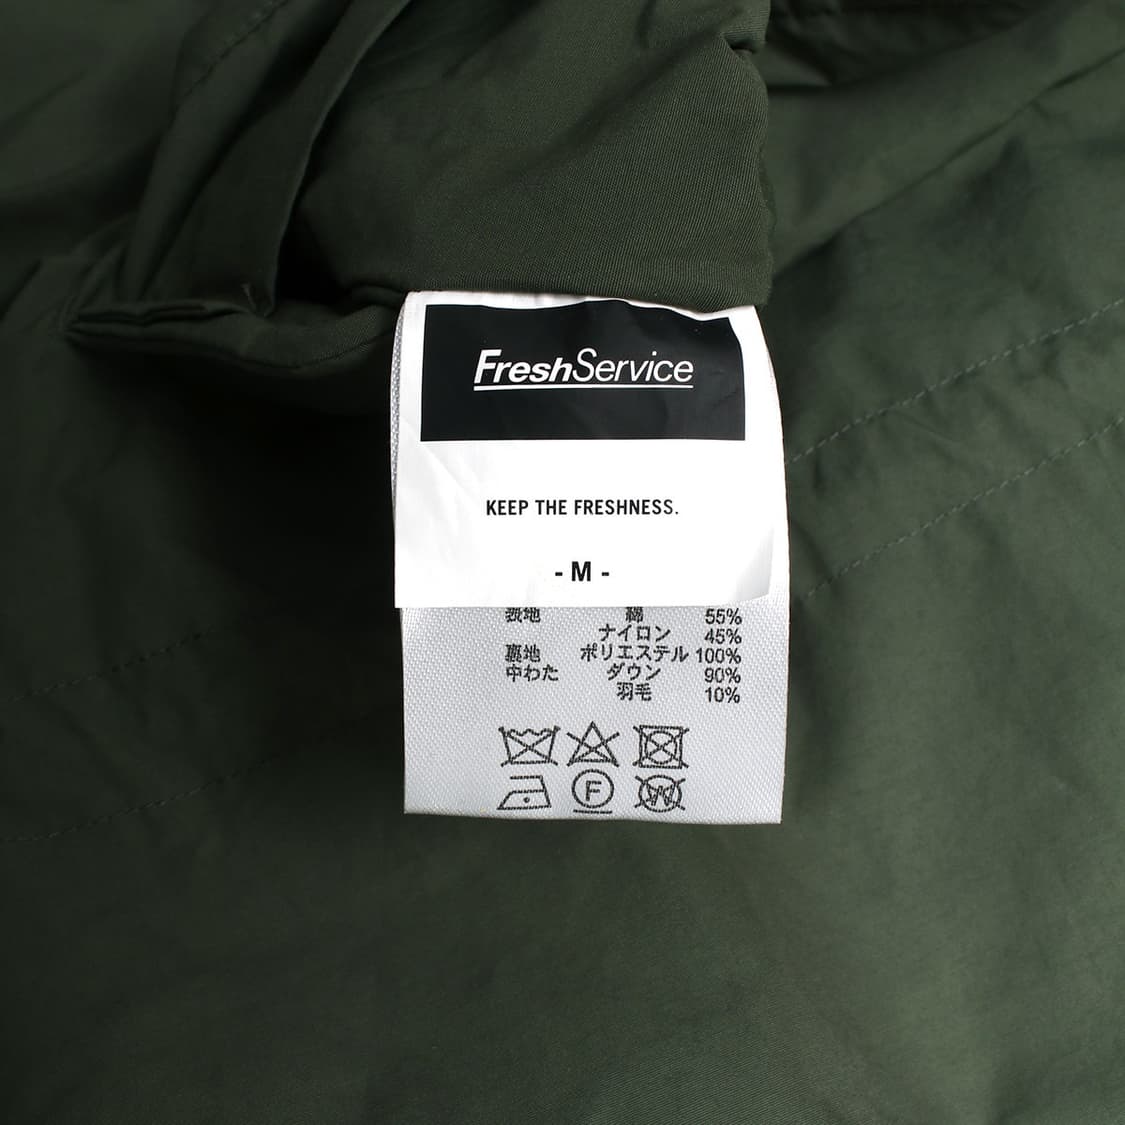 FreshService
KEEP THE FRESHNESS.
- M -
表地 綿 55%
ナイロン 45%
裏地 ポリエステル 100%
中わた ダウン 90%
羽毛 10%
F W